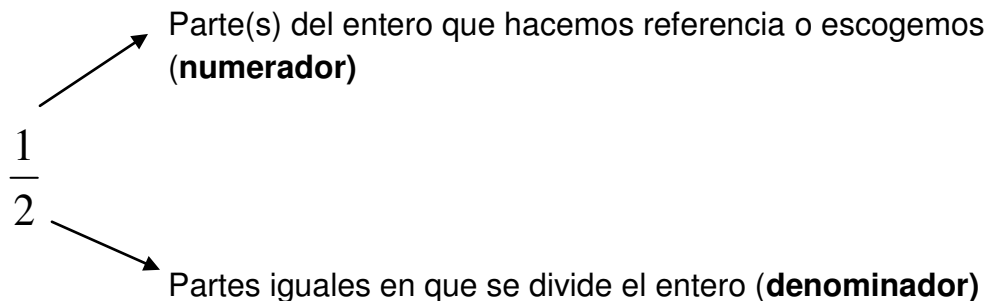 Parte(s) del entero que hacemos referencia o escogemos
(numerador)
1
2
Partes iguales en que se divide el entero (denominador)